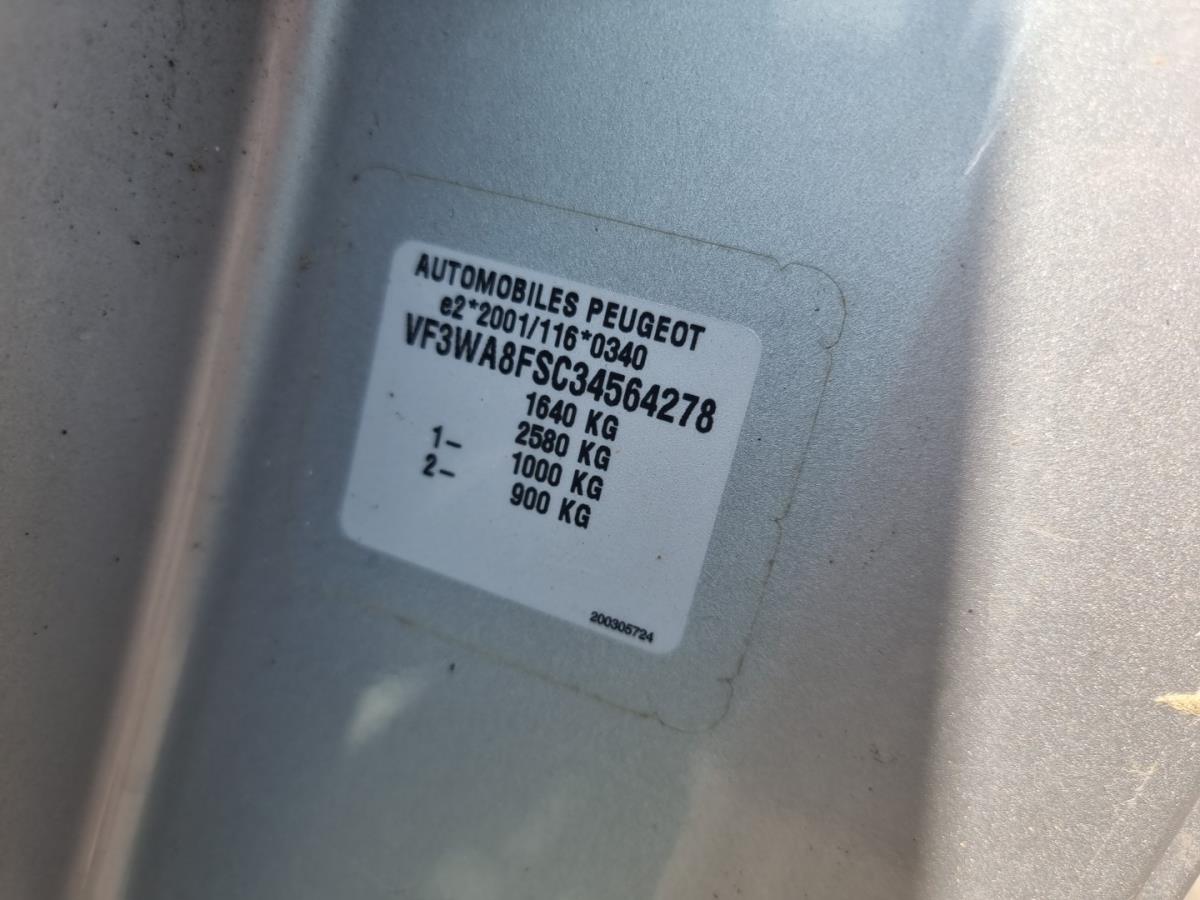 AUTOMOBILES PEUGEOT
e2*2001/116*0340
VF3WA8FSC34564278
1640 KG
2580 KG
1– 1000 KG
2– 900 KG
200305724